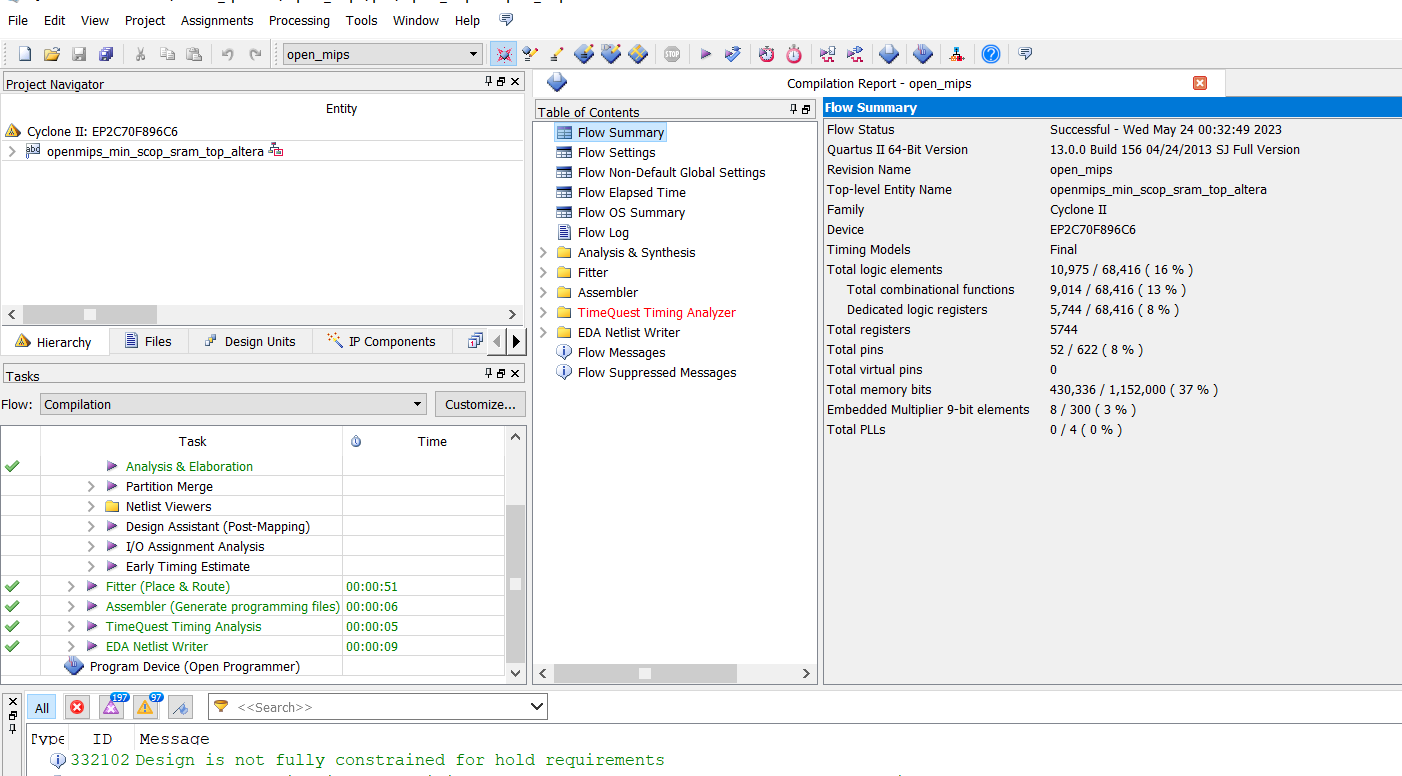 File Edit View Project Assignments Processing Tools Window Help
open_mips
STOP
Project Navigator
Entity
Cyclone II: EP2C70F896C6
abc openmips_min_scop_sram_top_altera
Hierarchy Files Design Units IP Components
Tasks
Flow: Compilation Customize...
Task Time
Analysis & Elaboration
Partition Merge
Netlist Viewers
Design Assistant (Post-Mapping)
I/O Assignment Analysis
Early Timing Estimate
Fitter (Place & Route) 00:00:51
Assembler (Generate programming files) 00:00:06
TimeQuest Timing Analysis 00:00:05
EDA Netlist Writer 00:00:09
Program Device (Open Programmer)
Compilation Report - open_mips
Table of Contents
Flow Summary
Flow Settings
Flow Non-Default Global Settings
Flow Elapsed Time
Flow OS Summary
Flow Log
Analysis & Synthesis
Fitter
Assembler
TimeQuest Timing Analyzer
EDA Netlist Writer
Flow Messages
Flow Suppressed Messages
Flow Summary
Flow Status Successful - Wed May 24 00:32:49 2023
Quartus II 64-Bit Version 13.0.0 Build 156 04/24/2013 SJ Full Version
Revision Name open_mips
Top-level Entity Name openmips_min_scop_sram_top_altera
Family Cyclone II
Device EP2C70F896C6
Timing Models Final
Total logic elements 10,975 / 68,416 ( 16 % )
Total combinational functions 9,014 / 68,416 ( 13 % )
Dedicated logic registers 5,744 / 68,416 ( 8 % )
Total registers 5744
Total pins 52 / 622 ( 8 % )
Total virtual pins 0
Total memory bits 430,336 / 1,152,000 ( 37 % )
Embedded Multiplier 9-bit elements 8 / 300 ( 3 % )
Total PLLs 0 / 4 ( 0 % )
All 197 97 <<Search>>
Type ID Message
332102 Design is not fully constrained for hold requirements